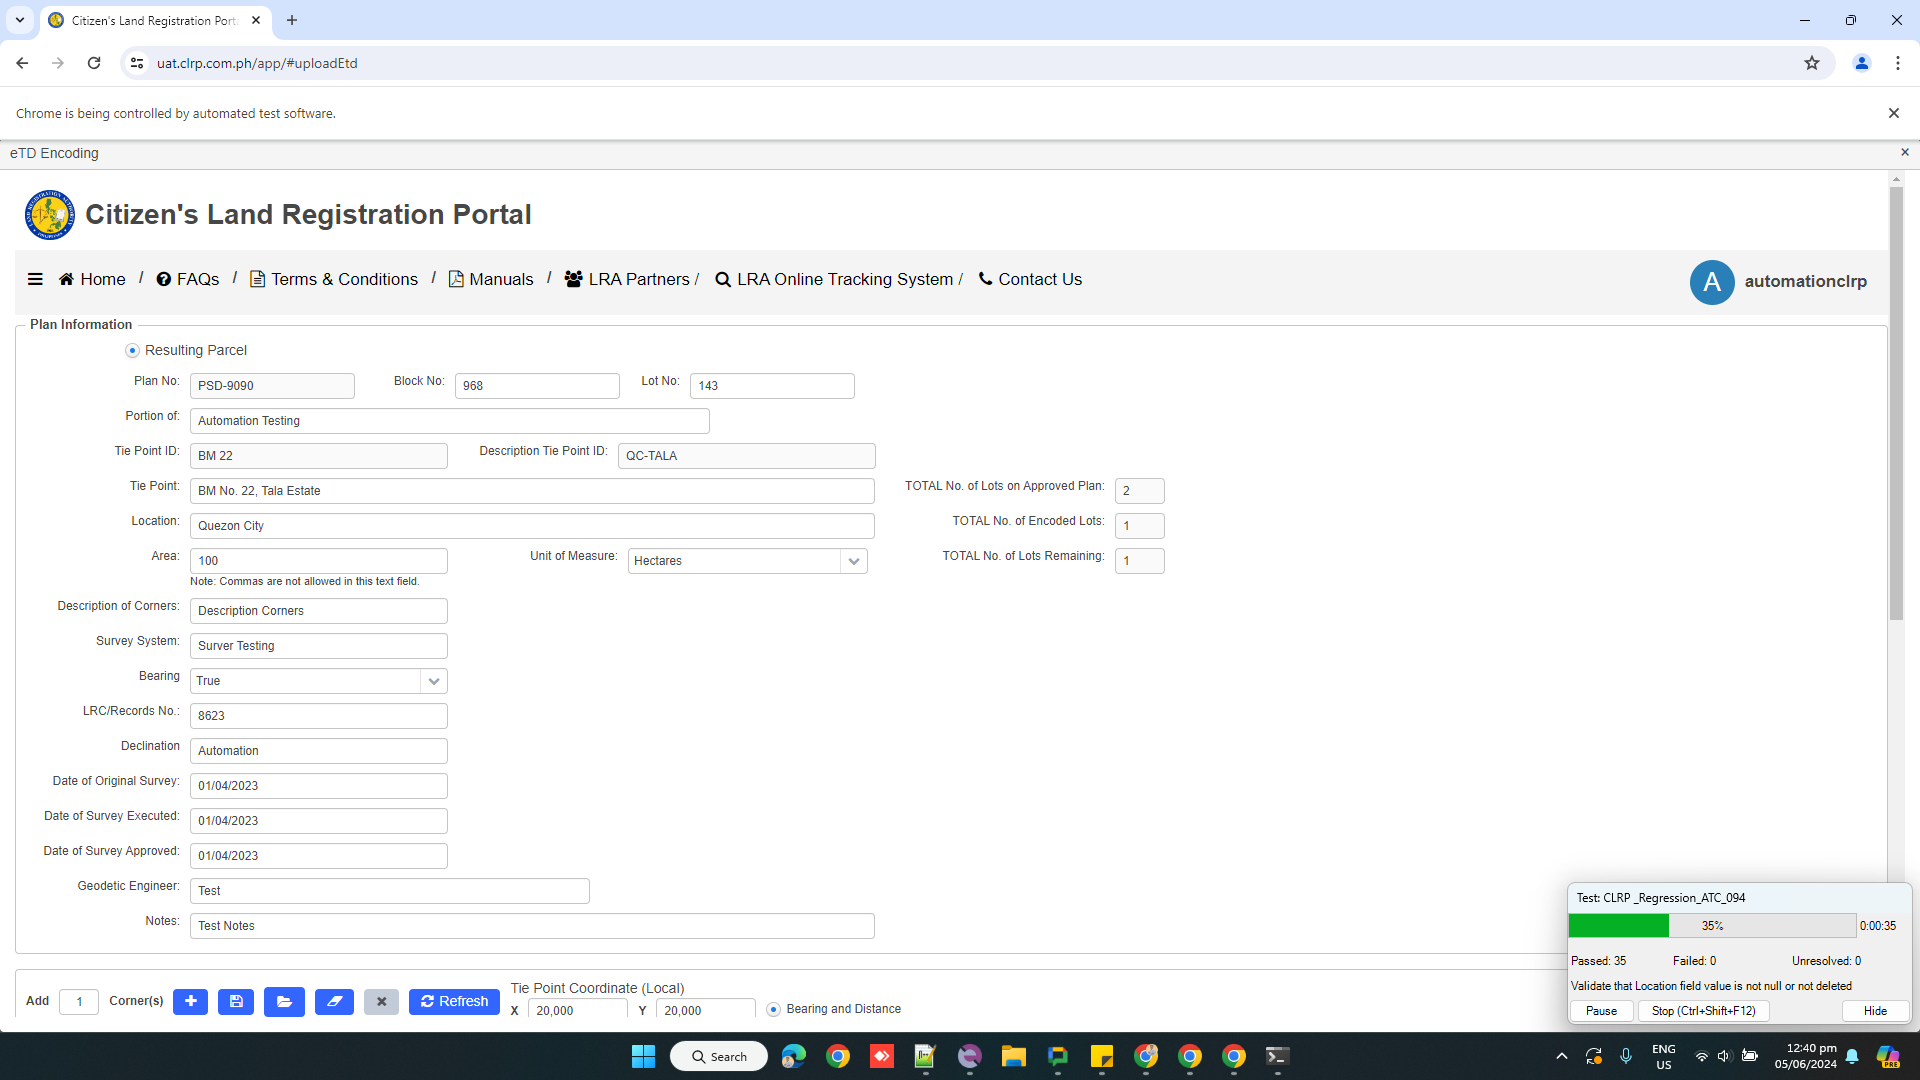 Citizen's Land Registration Porta
uat.clrp.com.ph/app/#uploadEtd
Chrome is being controlled by automated test software.
eTD Encoding
Citizen's Land Registration Portal
Home / FAQs / Terms & Conditions / Manuals / LRA Partners / LRA Online Tracking System / Contact Us
A automationclrp
Plan Information
Resulting Parcel
Plan No: PSD-9090 Block No: 968 Lot No: 143
Portion of: Automation Testing
Tie Point ID: BM 22 Description Tie Point ID: QC-TALA
Tie Point: BM No. 22, Tala Estate TOTAL No. of Lots on Approved Plan: 2
Location: Quezon City TOTAL No. of Encoded Lots: 1
Area: 100 Unit of Measure: Hectares TOTAL No. of Lots Remaining: 1
Note: Commas are not allowed in this text field.
Description of Corners: Description Corners
Survey System: Surver Testing
Bearing True
LRC/Records No.: 8623
Declination Automation
Date of Original Survey: 01/04/2023
Date of Survey Executed: 01/04/2023
Date of Survey Approved: 01/04/2023
Geodetic Engineer: Test
Notes: Test Notes
Add 1 Corner(s) Refresh
Tie Point Coordinate (Local)
X 20,000 Y 20,000 Bearing and Distance
Test: CLRP _Regression_ATC_094
35% 0:00:35
Passed: 35 Failed: 0 Unresolved: 0
Validate that Location field value is not null or not deleted
Pause Stop (Ctrl+Shift+F12) Hide
Search
ENG
US
12:40 pm
05/06/2024
PRE